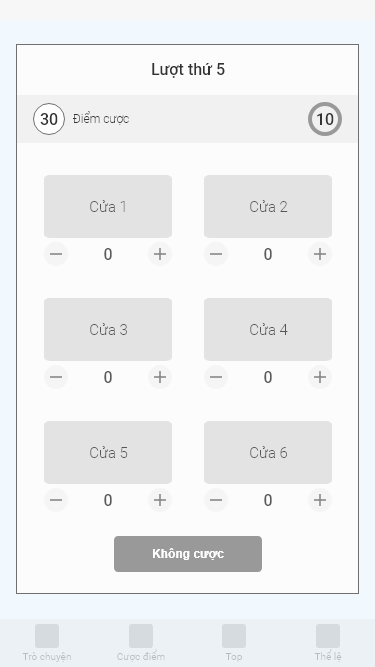 Lượt thứ 5
30 Điểm cược 10
Cửa 1 Cửa 2
0 0
Cửa 3 Cửa 4
0 0
Cửa 5 Cửa 6
0 0
Không cược
Trò chuyện Cược điểm Top Thể lệ